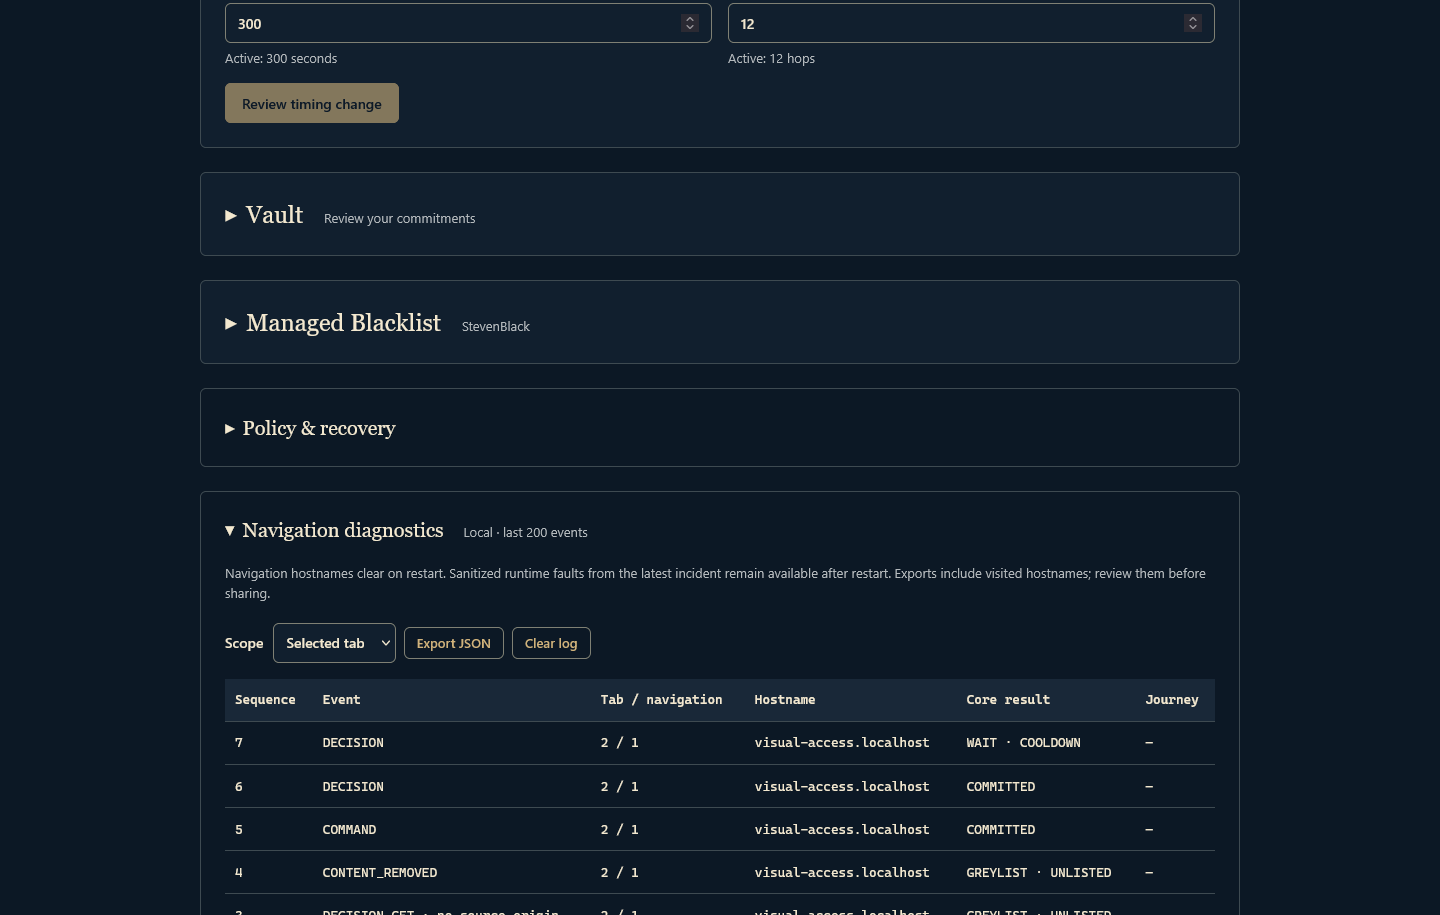 300 12
Active: 300 seconds Active: 12 hops
Review timing change
Vault Review your commitments
Managed Blacklist StevenBlack
Policy & recovery
Navigation diagnostics Local · last 200 events
Navigation hostnames clear on restart. Sanitized runtime faults from the latest incident remain available after restart. Exports include visited hostnames; review them before
sharing.
Scope Selected tab Export JSON Clear log
Sequence Event Tab / navigation Hostname Core result Journey
7 DECISION 2 / 1 visual-access.localhost WAIT · COOLDOWN —
6 DECISION 2 / 1 visual-access.localhost COMMITTED —
5 COMMAND 2 / 1 visual-access.localhost COMMITTED —
4 CONTENT_REMOVED 2 / 1 visual-access.localhost GREYLIST · UNLISTED —